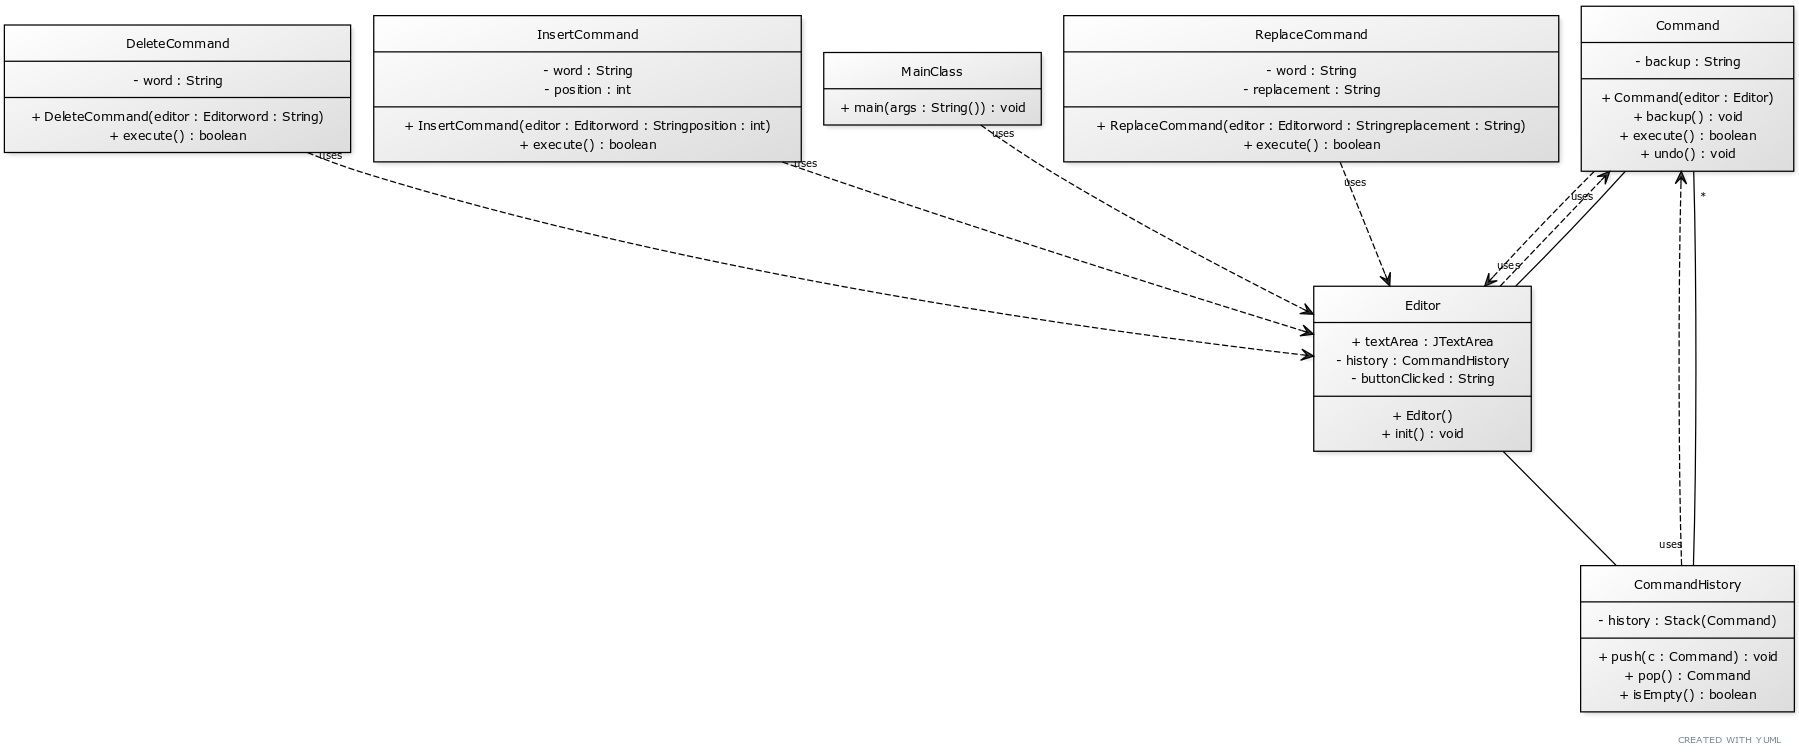 DeleteCommand
- word : String
+ DeleteCommand(editor : Editorword : String)
+ execute() : boolean
InsertCommand
- word : String
- position : int
+ InsertCommand(editor : Editorword : Stringposition : int)
+ execute() : boolean
MainClass
+ main(args : String()) : void
ReplaceCommand
- word : String
- replacement : String
+ ReplaceCommand(editor : Editorword : Stringreplacement : String)
+ execute() : boolean
Command
- backup : String
+ Command(editor : Editor)
+ backup() : void
+ execute() : boolean
+ undo() : void
uses
uses
uses
uses
uses
*
uses
Editor
+ textArea : JTextArea
- history : CommandHistory
- buttonClicked : String
+ Editor()
+ init() : void
uses
CommandHistory
- history : Stack(Command)
+ push(c : Command) : void
+ pop() : Command
+ isEmpty() : boolean
CREATED WITH YUML